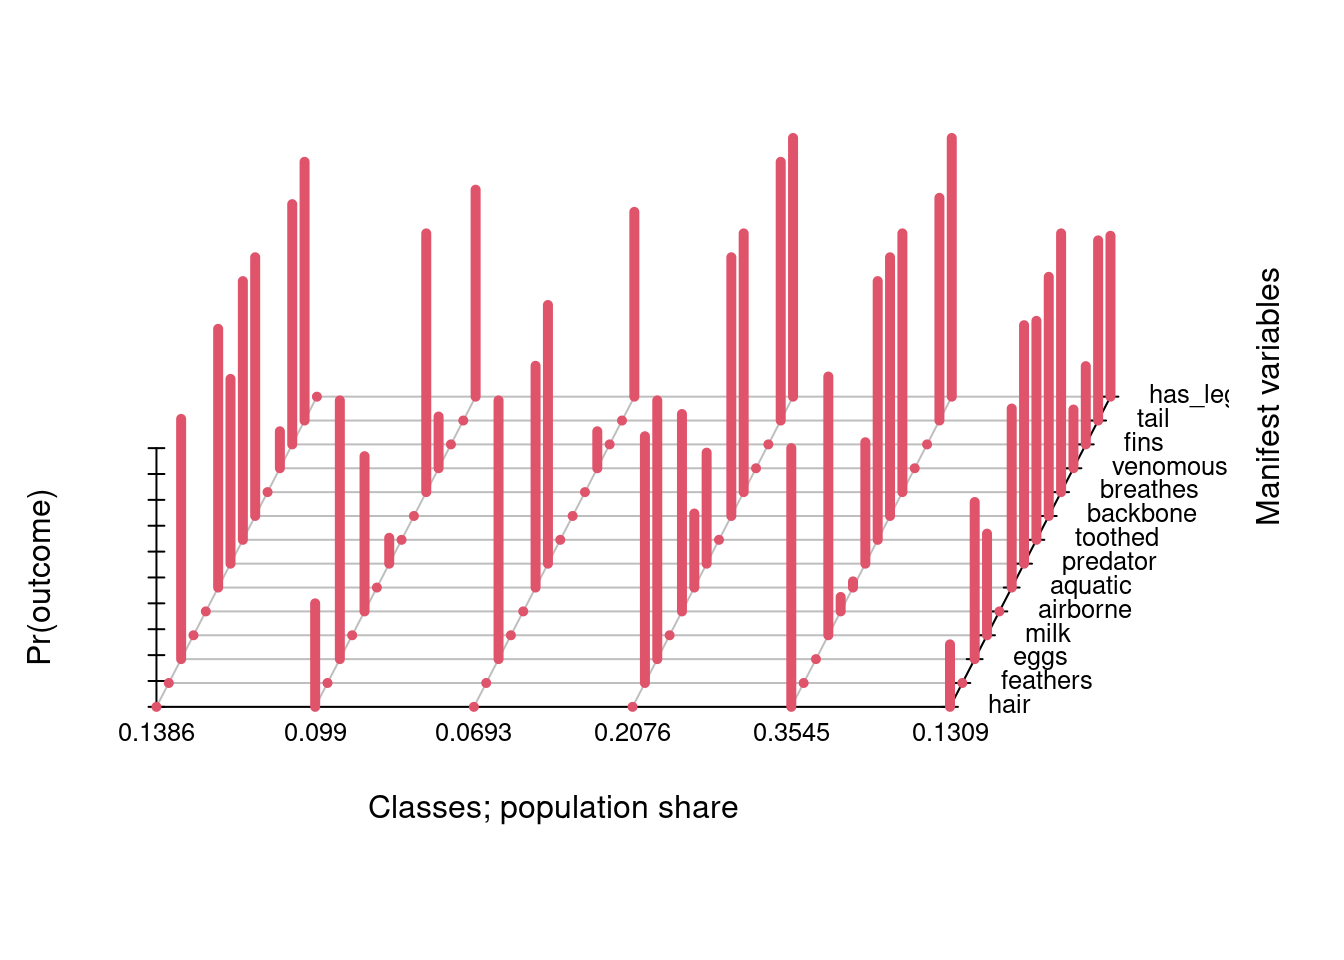 Pr(outcome)
Manifest variables
has_leg
tail
fins
venomous
breathes
backbone
toothed
predator
aquatic
airborne
milk
eggs
feathers
hair
0.1386 0.099 0.0693 0.2076 0.3545 0.1309
Classes; population share